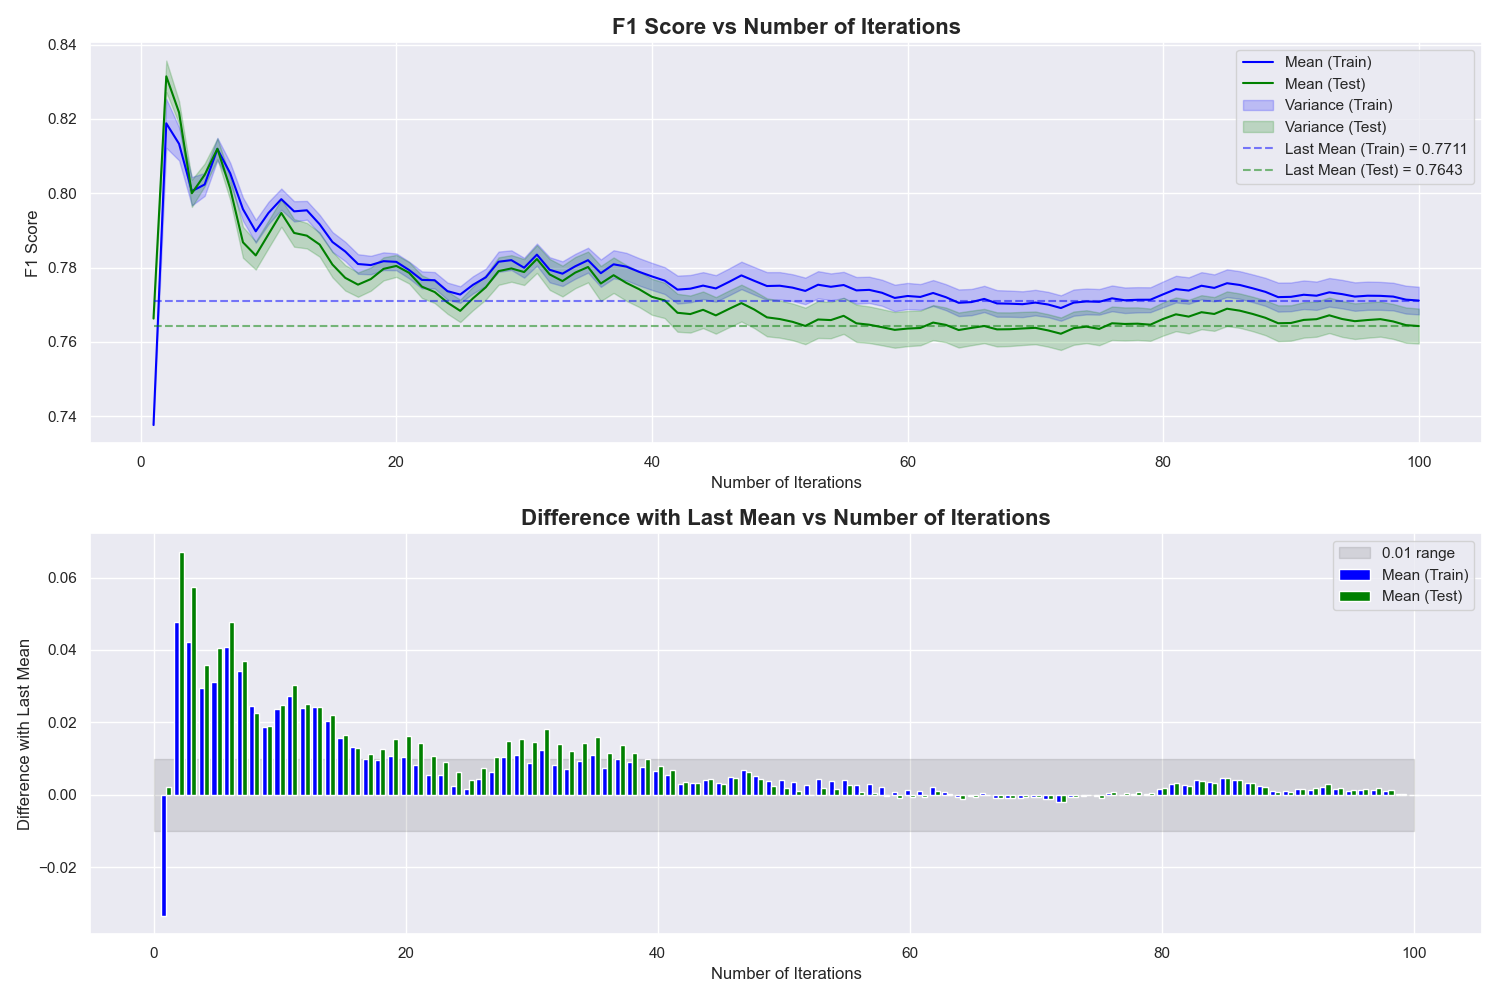 F1 Score vs Number of Iterations
0.84
0.82
0.80
0.78
0.76
0.74
F1 Score
Mean (Train)
Mean (Test)
Variance (Train)
Variance (Test)
Last Mean (Train) = 0.7711
Last Mean (Test) = 0.7643
0 20 40 60 80 100
Number of Iterations
Difference with Last Mean vs Number of Iterations
0.06
0.04
0.02
0.00
−0.02
Difference with Last Mean
0.01 range
Mean (Train)
Mean (Test)
0 20 40 60 80 100
Number of Iterations